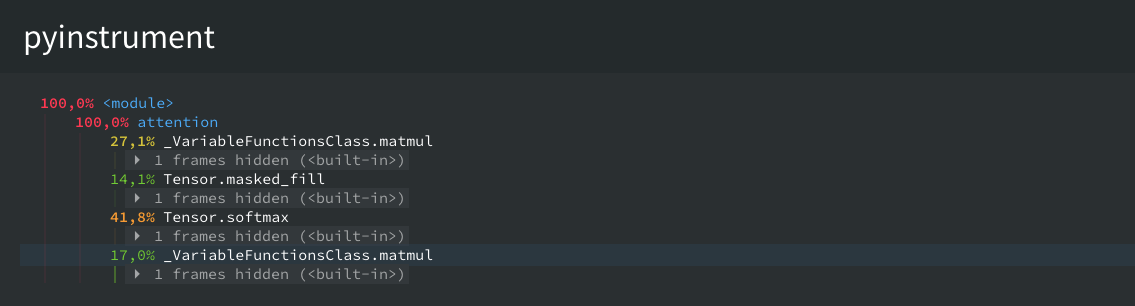 pyinstrument
100,0% <module>
100,0% attention
27,1% _VariableFunctionsClass.matmul
1 frames hidden (<built-in>)
14,1% Tensor.masked_fill
1 frames hidden (<built-in>)
41,8% Tensor.softmax
1 frames hidden (<built-in>)
17,0% _VariableFunctionsClass.matmul
1 frames hidden (<built-in>)